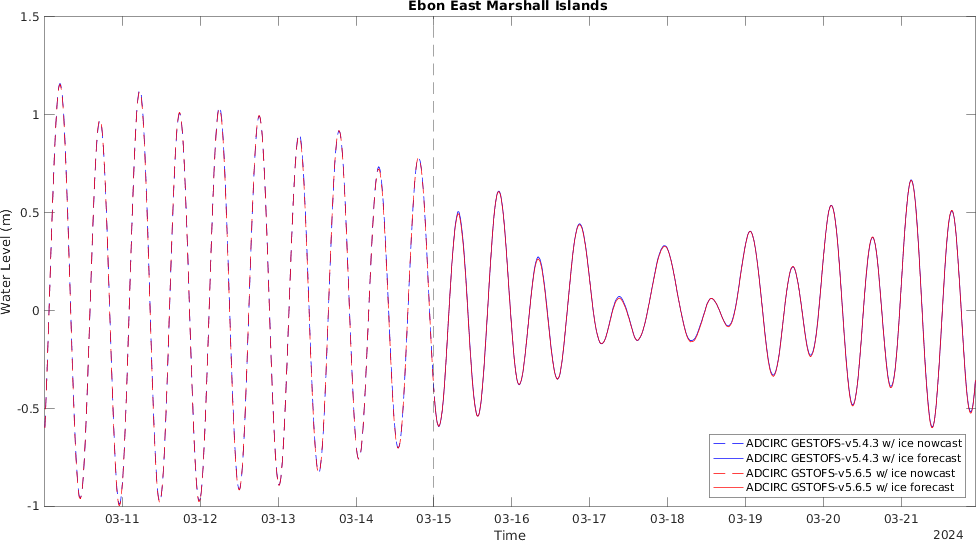 Ebon East Marshall Islands
1.5
1
0.5
0
-0.5
-1
Water Level (m)
ADCIRC GESTOFS-v5.4.3 w/ ice nowcast
ADCIRC GESTOFS-v5.4.3 w/ ice forecast
ADCIRC GSTOFS-v5.6.5 w/ ice nowcast
ADCIRC GSTOFS-v5.6.5 w/ ice forecast
03-11 03-12 03-13 03-14 03-15 03-16 03-17 03-18 03-19 03-20 03-21
Time
2024